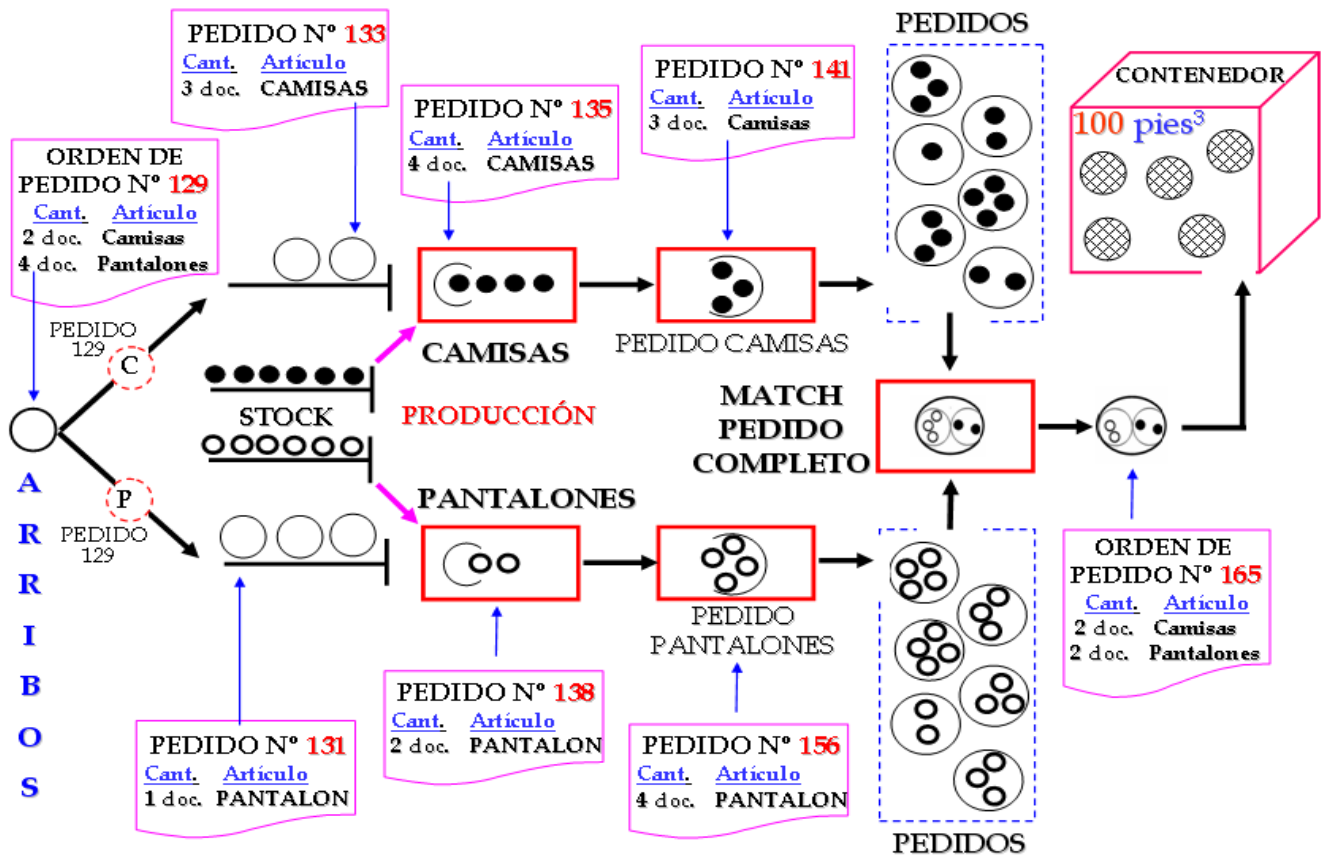 PEDIDO Nº 133
Cant. Artículo
3 doc. CAMISAS
PEDIDO Nº 135
Cant. Artículo
4 doc. CAMISAS
PEDIDO Nº 141
Cant. Artículo
3 doc. Camisas
PEDIDOS
CONTENEDOR
100 pies³
ORDEN DE
PEDIDO Nº 129
Cant. Artículo
2 doc. Camisas
4 doc. Pantalones
PEDIDO
129
C
CAMISAS
PEDIDO CAMISAS
STOCK
PRODUCCIÓN
MATCH
PEDIDO
COMPLETO
ARRIBOS
P
PEDIDO
129
PANTALONES
PEDIDO
PANTALONES
ORDEN DE
PEDIDO Nº 165
Cant. Artículo
2 doc. Camisas
2 doc. Pantalones
PEDIDO Nº 131
Cant. Artículo
1 doc. PANTALON
PEDIDO Nº 138
Cant. Artículo
2 doc. PANTALON
PEDIDO Nº 156
Cant. Artículo
4 doc. PANTALON
PEDIDOS